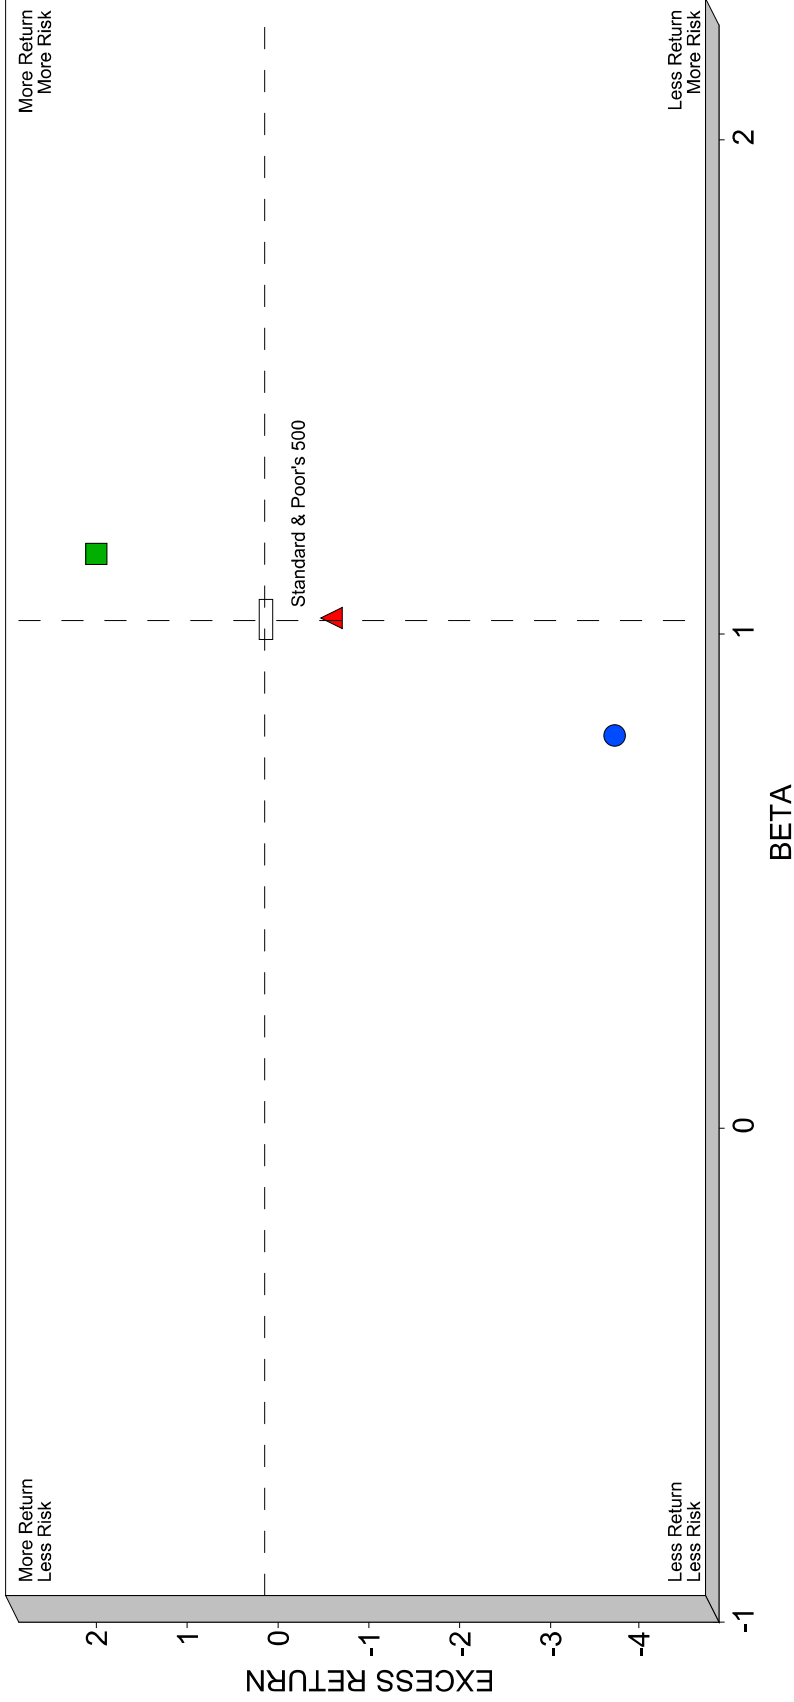 More Return
Less Risk
More Return
More Risk
Standard & Poor's 500
Less Return
Less Risk
Less Return
More Risk
EXCESS RETURN
2
1
0
-1
-2
-3
-4
-1
0
1
2
BETA